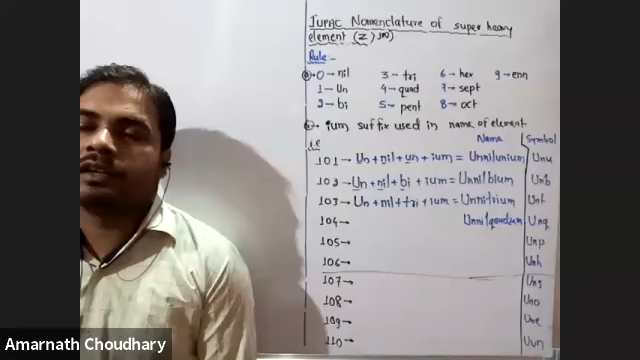 IUPAC Nomenclature of super heavy
element (Z>100)
Rule:-
(a)→ 0-nil 3-tri 6-hex 9-enn
1-Un 4-quad 7-sept
2-bi 5-pent 8-oct
(b)→ ium suffix used in name of element
i.e Name Symbol
101→ Un+nil+un+ium = Unnilunium Unu
102→ Un+nil+bi+ium = Unnilbium Unb
103→ Un+nil+tri+ium = Unniltrium Unt
104→ Unnilquadium Unq
105→ Unp
106→ Unh
107→ Uns
108→ Uno
109→ Une
110→ Uun
Amarnath Choudhary